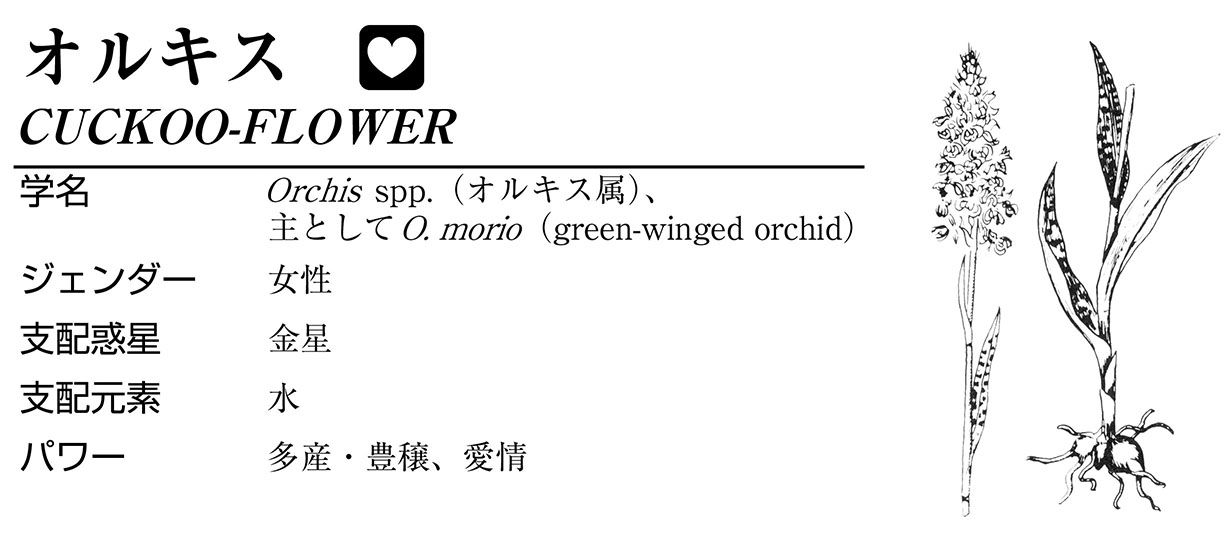 オルキス
CUCKOO-FLOWER
学名 Orchis spp.（オルキス属）、
主としてO. morio（green-winged orchid）
ジェンダー 女性
支配惑星 金星
支配元素 水
パワー 多産・豊穣、愛情